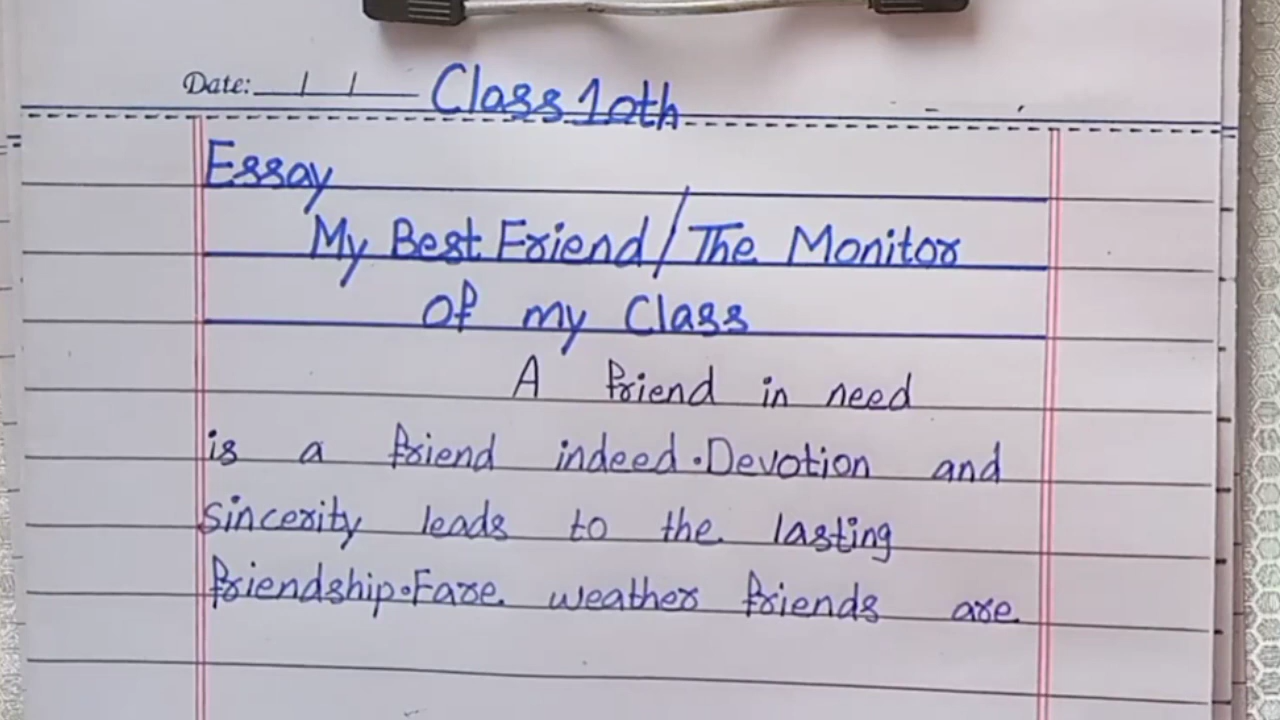 Date: / /
Class 10th
Essay
My Best Friend/The Monitor
Of my Class
A friend in need
is a friend indeed.Devotion and
sincerity leads to the lasting
friendship.Fare weather friends are